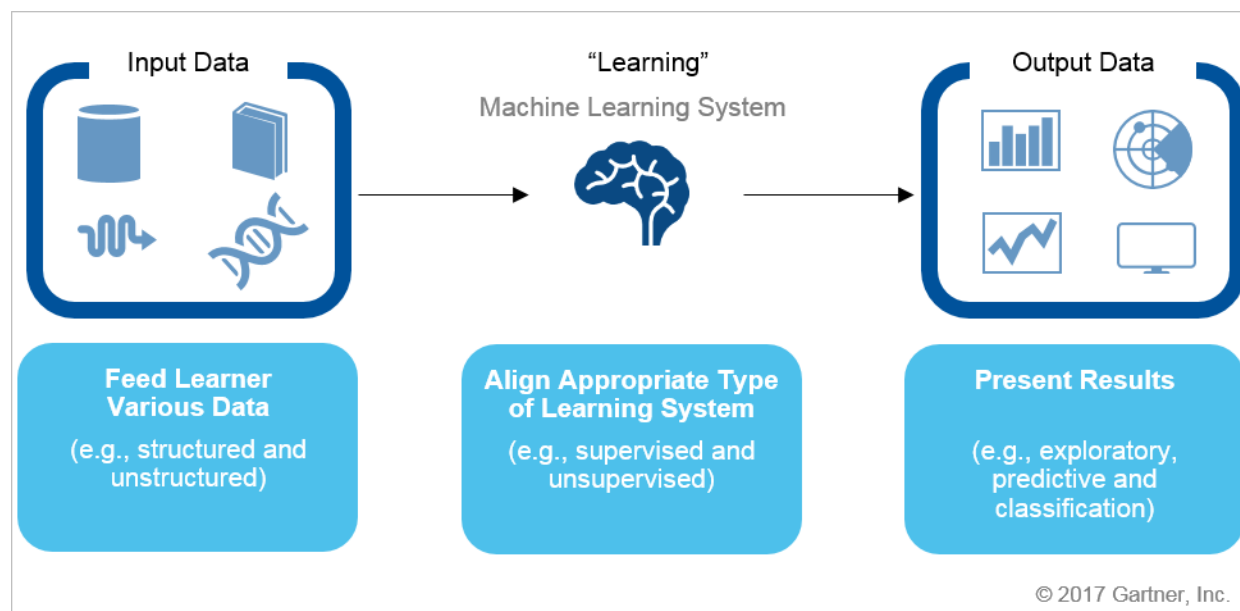 Input Data
“Learning”
Output Data
Machine Learning System
Feed Learner
Various Data
(e.g., structured and
unstructured)
Align Appropriate Type
of Learning System
(e.g., supervised and
unsupervised)
Present Results
(e.g., exploratory,
predictive and
classification)
© 2017 Gartner, Inc.